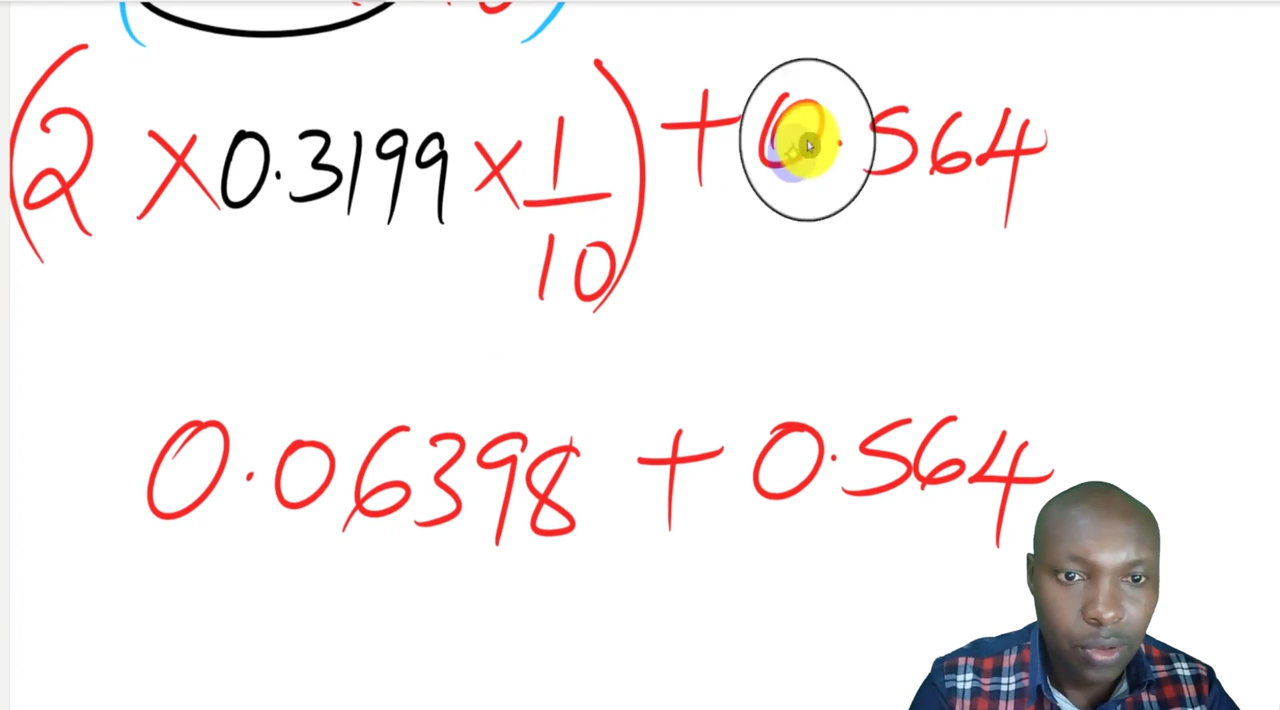 (2 × 0.3199 × 1/10) + 0.564
0.06398 + 0.564